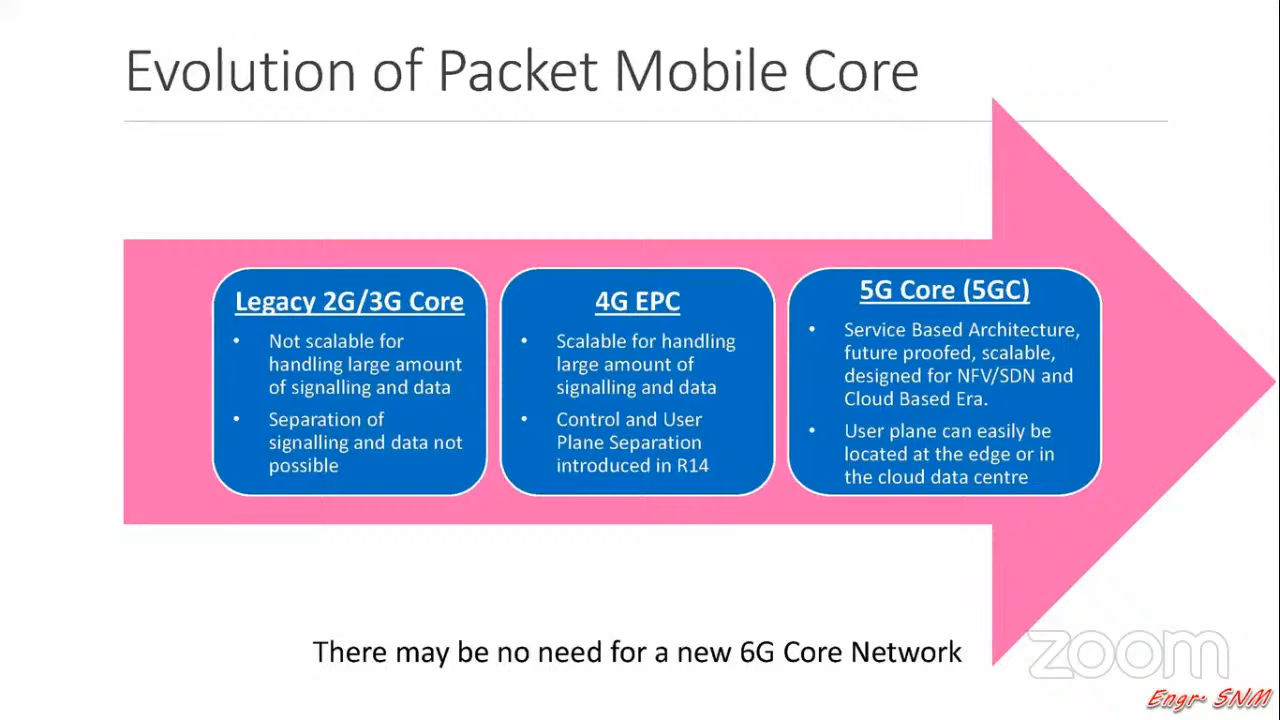 Evolution of Packet Mobile Core
Legacy 2G/3G Core
• Not scalable for
handling large amount
of signalling and data
• Separation of
signalling and data not
possible
4G EPC
• Scalable for handling
large amount of
signalling and data
• Control and User
Plane Separation
introduced in R14
5G Core (5GC)
• Service Based Architecture,
future proofed, scalable,
designed for NFV/SDN and
Cloud Based Era.
• User plane can easily be
located at the edge or in
the cloud data centre
There may be no need for a new 6G Core Network
zoom
Engr. SNM